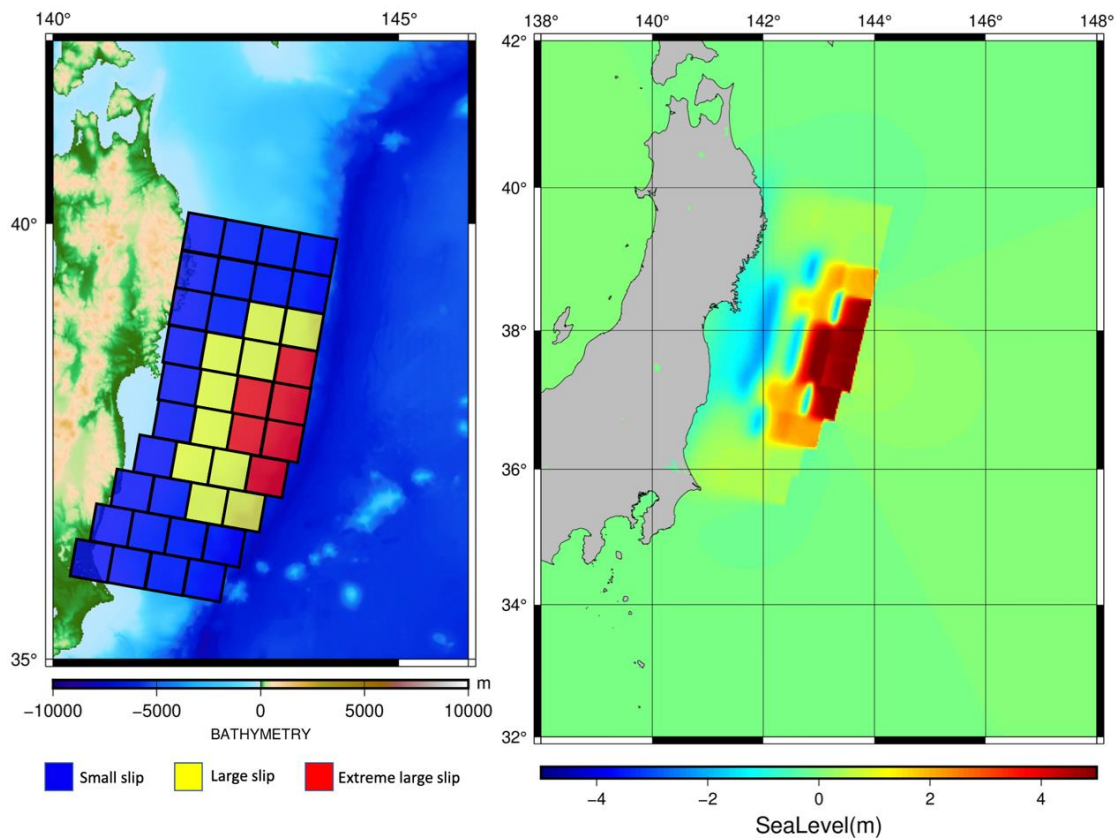 140° 145°
40°
35°
m
−10000 −5000 0 5000 10000
BATHYMETRY
Small slip Large slip Extreme large slip
138° 140° 142° 144° 146° 148°
42°
40°
38°
36°
34°
32°
−4 −2 0 2 4
SeaLevel(m)